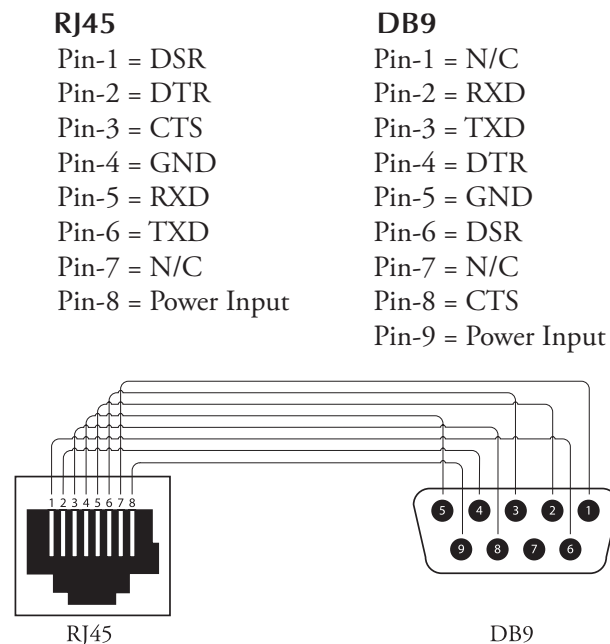 RJ45
Pin-1 = DSR
Pin-2 = DTR
Pin-3 = CTS
Pin-4 = GND
Pin-5 = RXD
Pin-6 = TXD
Pin-7 = N/C
Pin-8 = Power Input
DB9
Pin-1 = N/C
Pin-2 = RXD
Pin-3 = TXD
Pin-4 = DTR
Pin-5 = GND
Pin-6 = DSR
Pin-7 = N/C
Pin-8 = CTS
Pin-9 = Power Input
1 2 3 4 5 6 7 8
5 4 3 2 1
9 8 7 6
RJ45
DB9